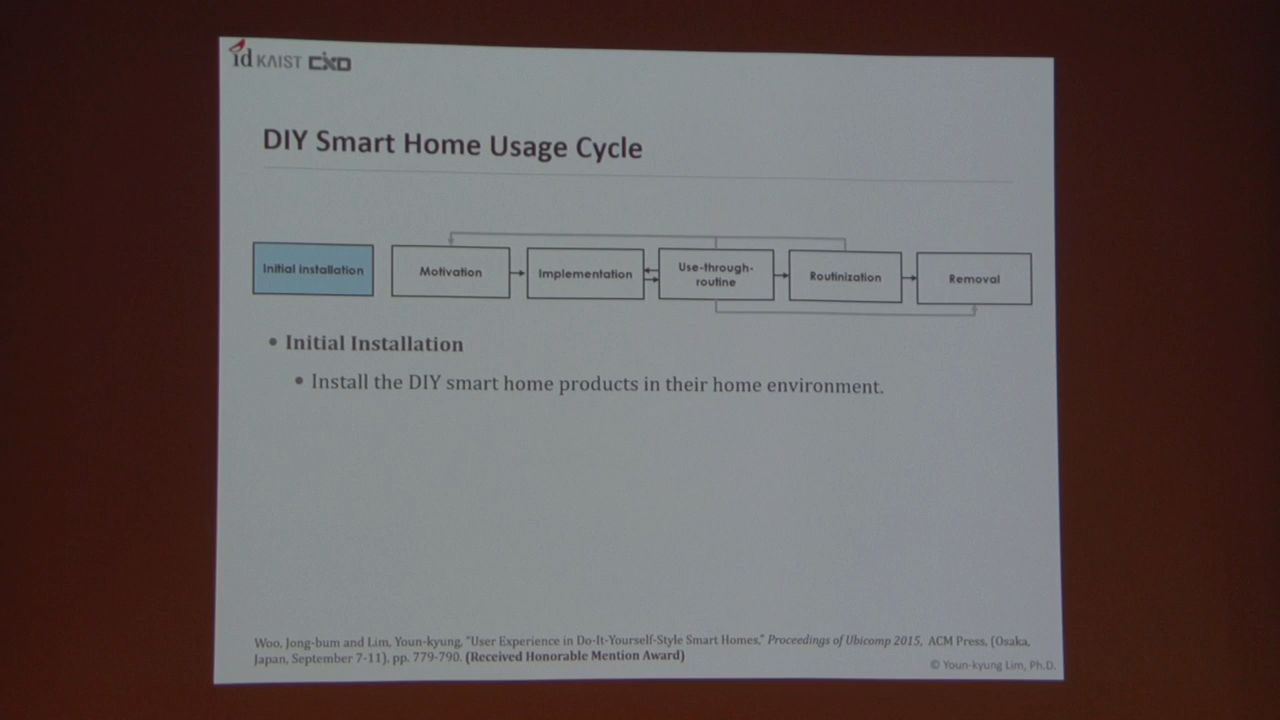 id KAIST CIXD
DIY Smart Home Usage Cycle
Initial installation
Motivation
Implementation
Use-through-
routine
Routinization
Removal
• Initial Installation
• Install the DIY smart home products in their home environment.
Woo, Jong-bum and Lim, Youn-kyung, "User Experience in Do-It-Yourself-Style Smart Homes," Proceedings of Ubicomp 2015, ACM Press, (Osaka,
Japan, September 7-11), pp. 779-790. (Received Honorable Mention Award)
© Youn-kyung Lim, Ph.D.